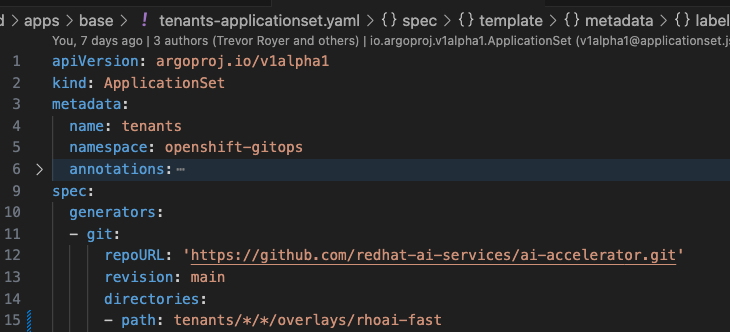 d > apps > base > ! tenants-applicationset.yaml > {} spec > {} template > {} metadata > {} label
You, 7 days ago | 3 authors (Trevor Royer and others) | io.argoproj.v1alpha1.ApplicationSet (v1alpha1@applicationset.js
1 apiVersion: argoproj.io/v1alpha1
2 kind: ApplicationSet
3 metadata:
4 name: tenants
5 namespace: openshift-gitops
6 > annotations: ⋯
9 spec:
10 generators:
11 - git:
12 repoURL: 'https://github.com/redhat-ai-services/ai-accelerator.git'
13 revision: main
14 directories:
15 - path: tenants/*/*/overlays/rhoai-fast